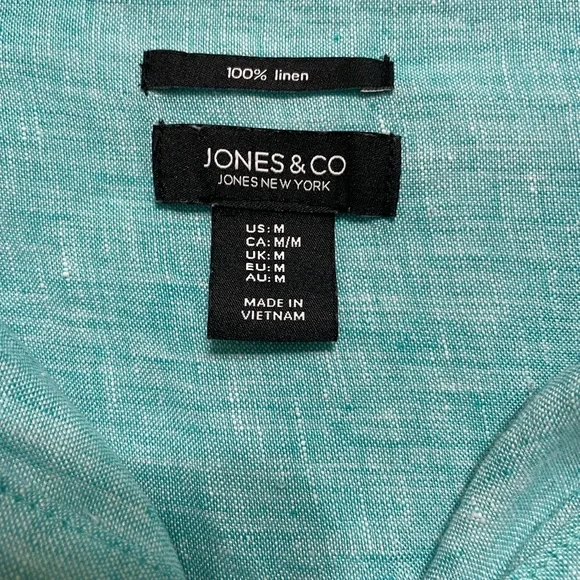 100% linen
JONES & CO
JONES NEW YORK
US: M
CA: M/M
UK: M
EU: M
AU: M
MADE IN
VIETNAM